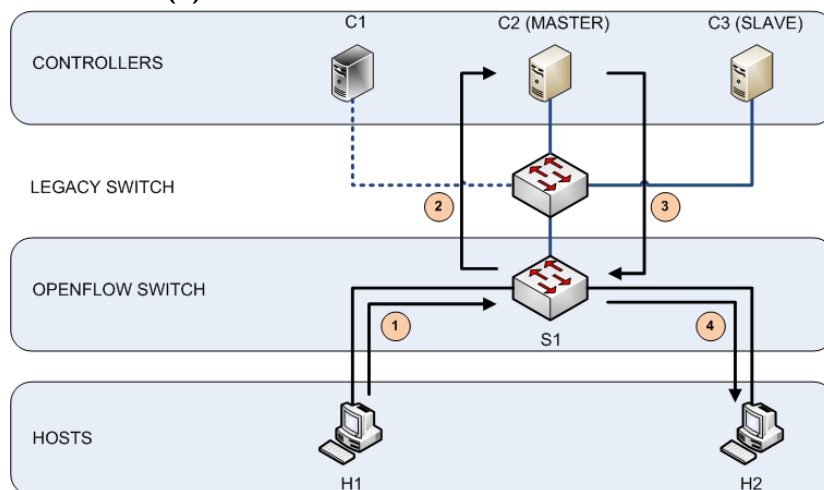 C1
C2 (MASTER)
C3 (SLAVE)
CONTROLLERS
LEGACY SWITCH
2
3
OPENFLOW SWITCH
1
4
S1
HOSTS
H1
H2